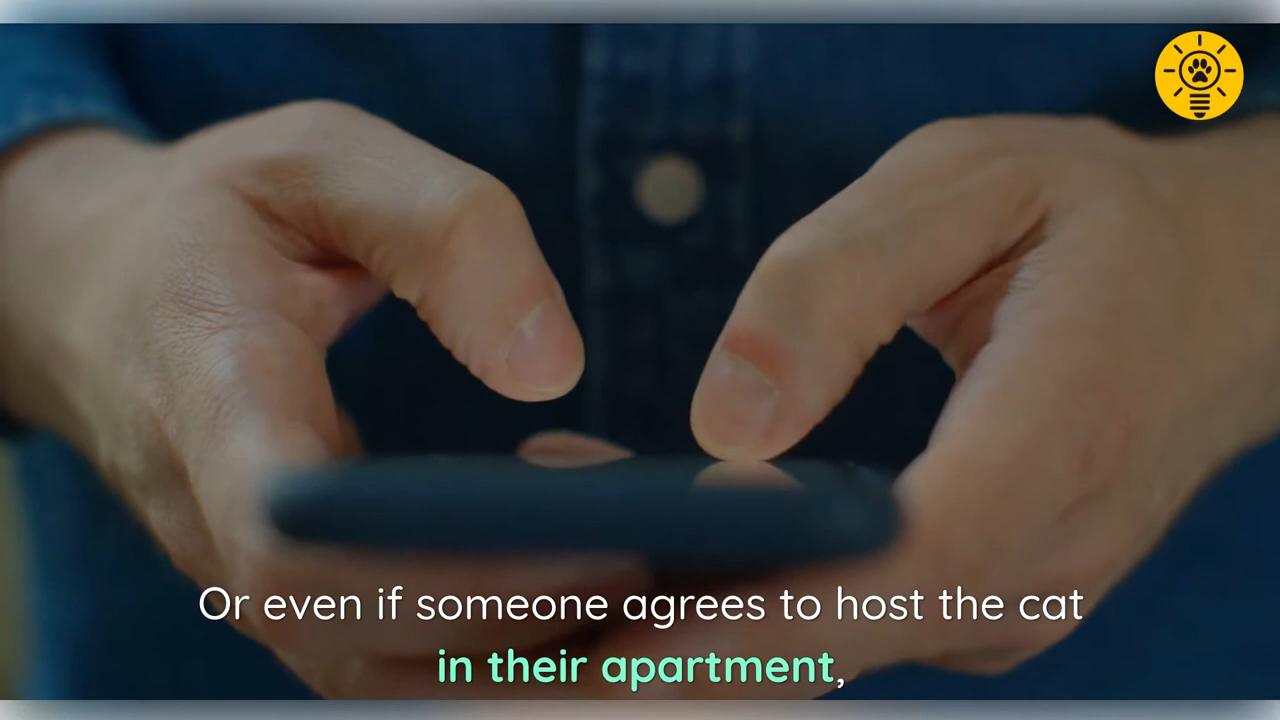 Or even if someone agrees to host the cat
in their apartment,